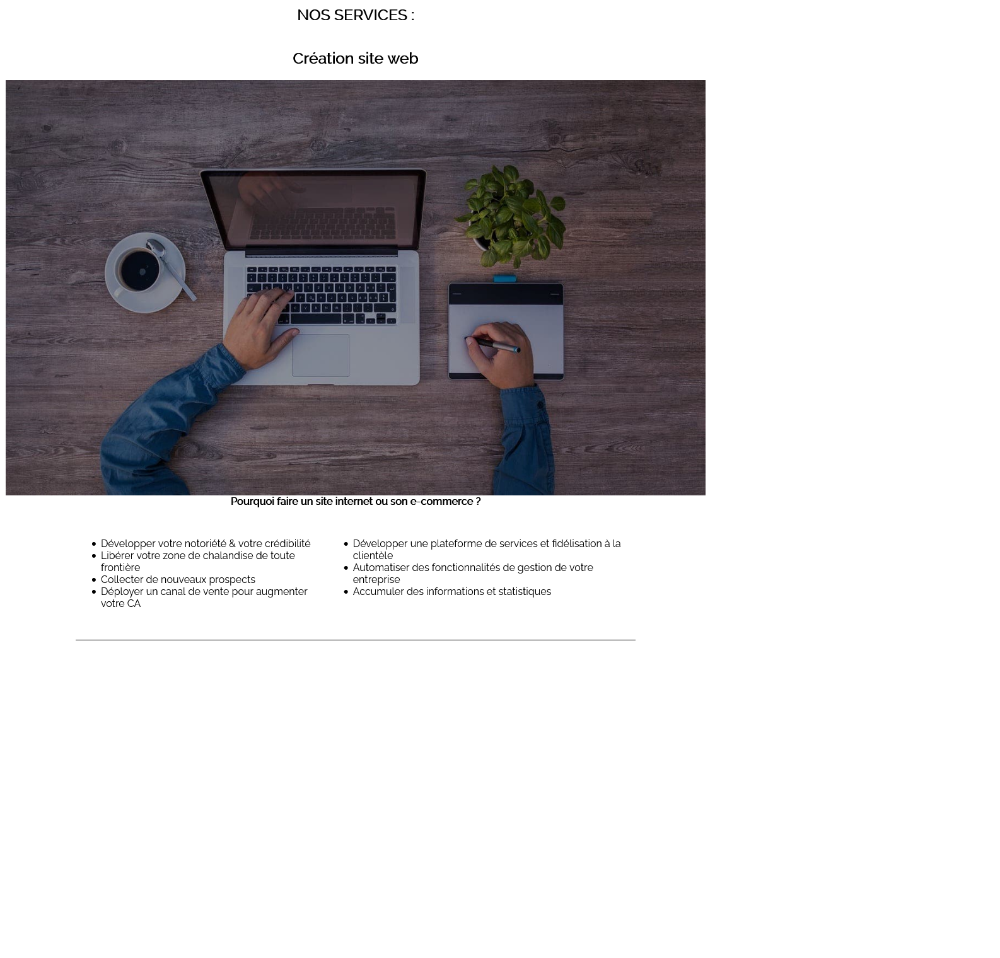 NOS SERVICES :
Création site web
Pourquoi faire un site internet ou son e-commerce ?
• Développer votre notoriété & votre crédibilité
• Libérer votre zone de chalandise de toute
frontière
• Collecter de nouveaux prospects
• Déployer un canal de vente pour augmenter
votre CA
• Développer une plateforme de services et fidélisation à la
clientèle
• Automatiser des fonctionnalités de gestion de votre
entreprise
• Accumuler des informations et statistiques